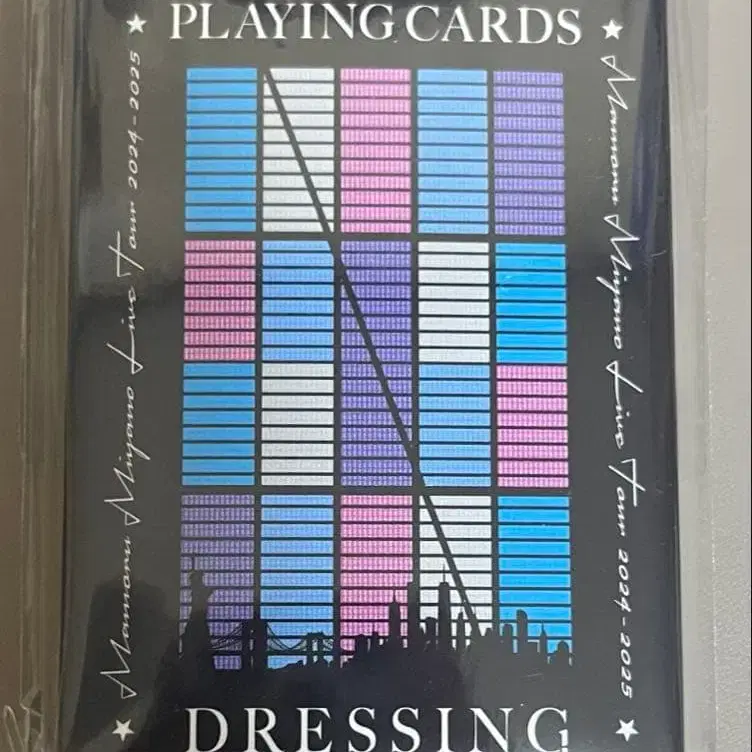 ★ PLAYING CARDS ★
Mamoru Miyano Live Tour 2024-2025
Mamoru Miyano Live Tour 2024-2025
★ DRESSING ★